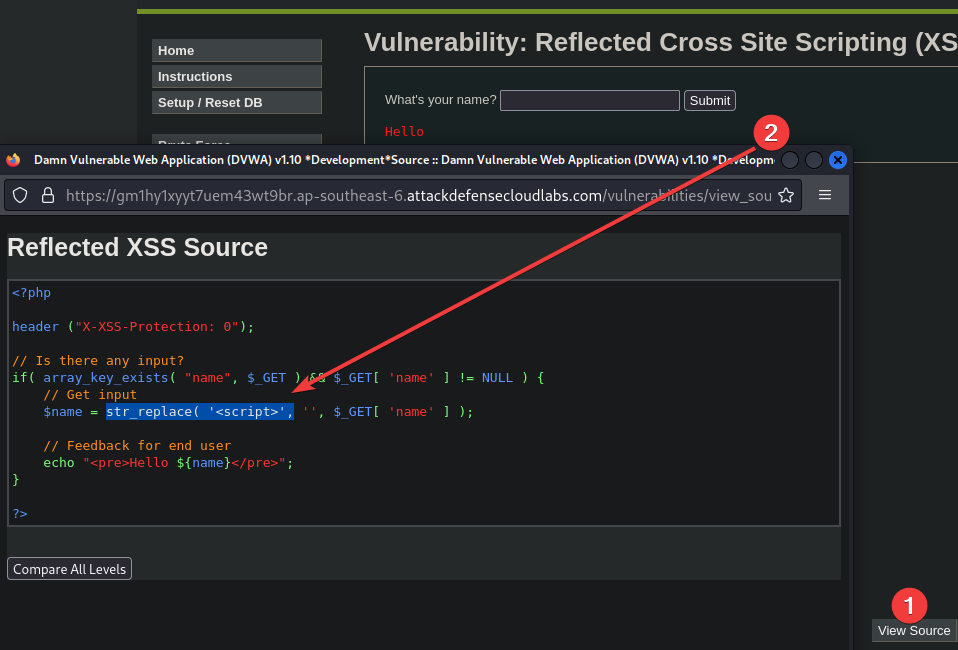 Vulnerability: Reflected Cross Site Scripting (XS
Home
Instructions
Setup / Reset DB
What's your name?
Submit
Hello
2
Damn Vulnerable Web Application (DVWA) v1.10 *Development*Source :: Damn Vulnerable Web Application (DVWA) v1.10 *Developm
https://gm1hy1xyyt7uem43wt9br.ap-southeast-6.attackdefensecloudlabs.com/vulnerabilities/view_sou
Reflected XSS Source
<?php
header ("X-XSS-Protection: 0");
// Is there any input?
if( array_key_exists( "name", $_GET ) && $_GET[ 'name' ] != NULL ) {
// Get input
$name = str_replace( '<script>', '', $_GET[ 'name' ] );
// Feedback for end user
echo "<pre>Hello ${name}</pre>";
}
?>
Compare All Levels
1
View Source